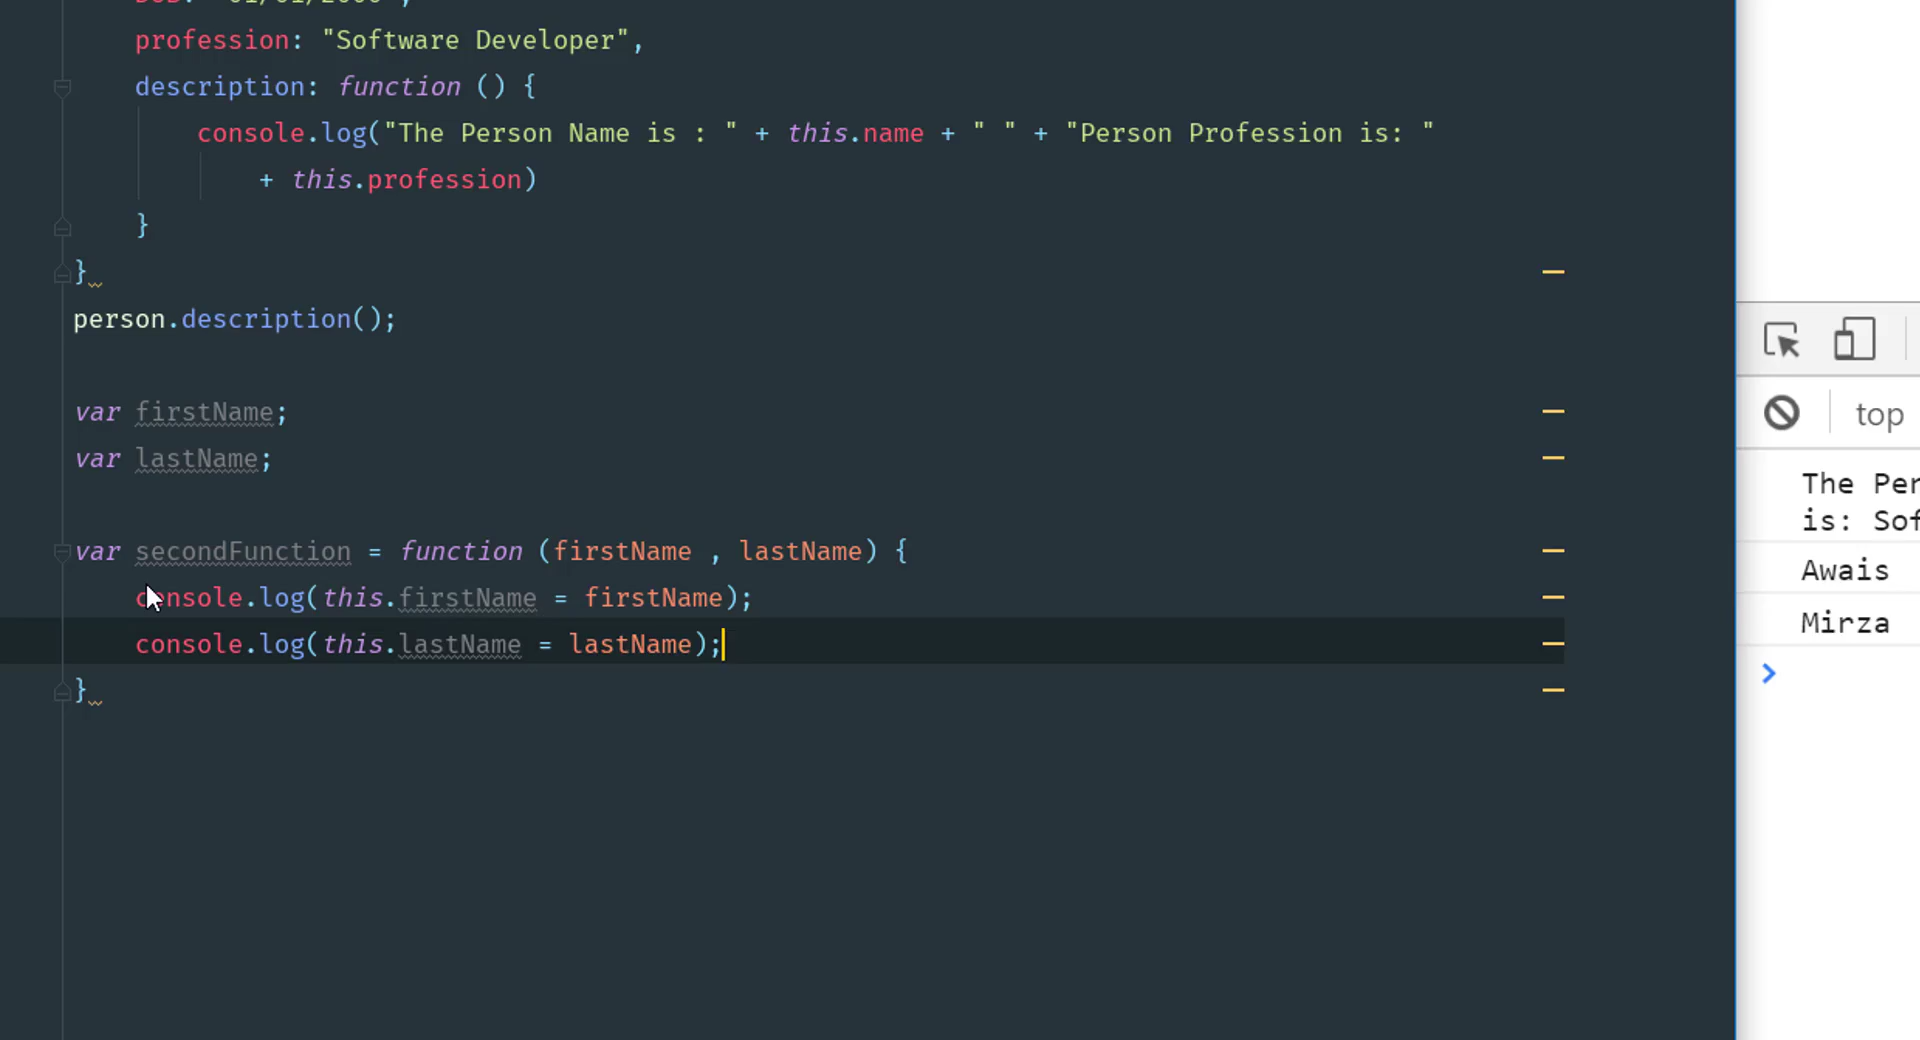 profession: "Software Developer",
description: function () {
console.log("The Person Name is : " + this.name + " " + "Person Profession is: "
+ this.profession)
}
}
person.description();
var firstName;
var lastName;
var secondFunction = function (firstName , lastName) {
console.log(this.firstName = firstName);
console.log(this.lastName = lastName);
}
top
The Per
is: Sof
Awais
Mirza